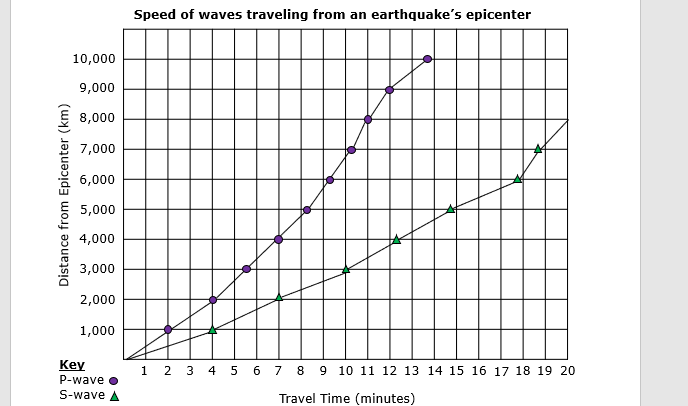 Speed of waves traveling from an earthquake's epicenter
Distance from Epicenter (km)
10,000
9,000
8,000
7,000
6,000
5,000
4,000
3,000
2,000
1,000
1 2 3 4 5 6 7 8 9 10 11 12 13 14 15 16 17 18 19 20
Travel Time (minutes)
Key
P-wave
S-wave